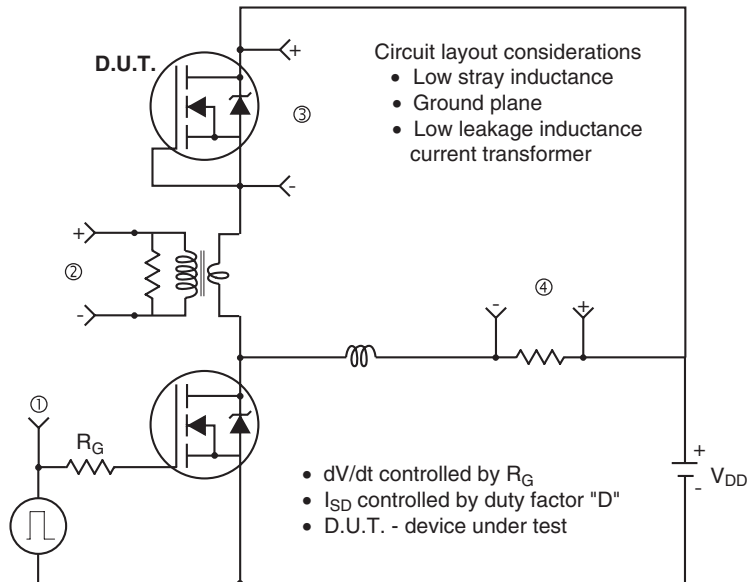 D.U.T.
+
③
-
Circuit layout considerations
• Low stray inductance
• Ground plane
• Low leakage inductance
current transformer
+
②
-
④
-
+
①
R_G
+
V_DD
-
• dV/dt controlled by R_G
• I_SD controlled by duty factor "D"
• D.U.T. - device under test